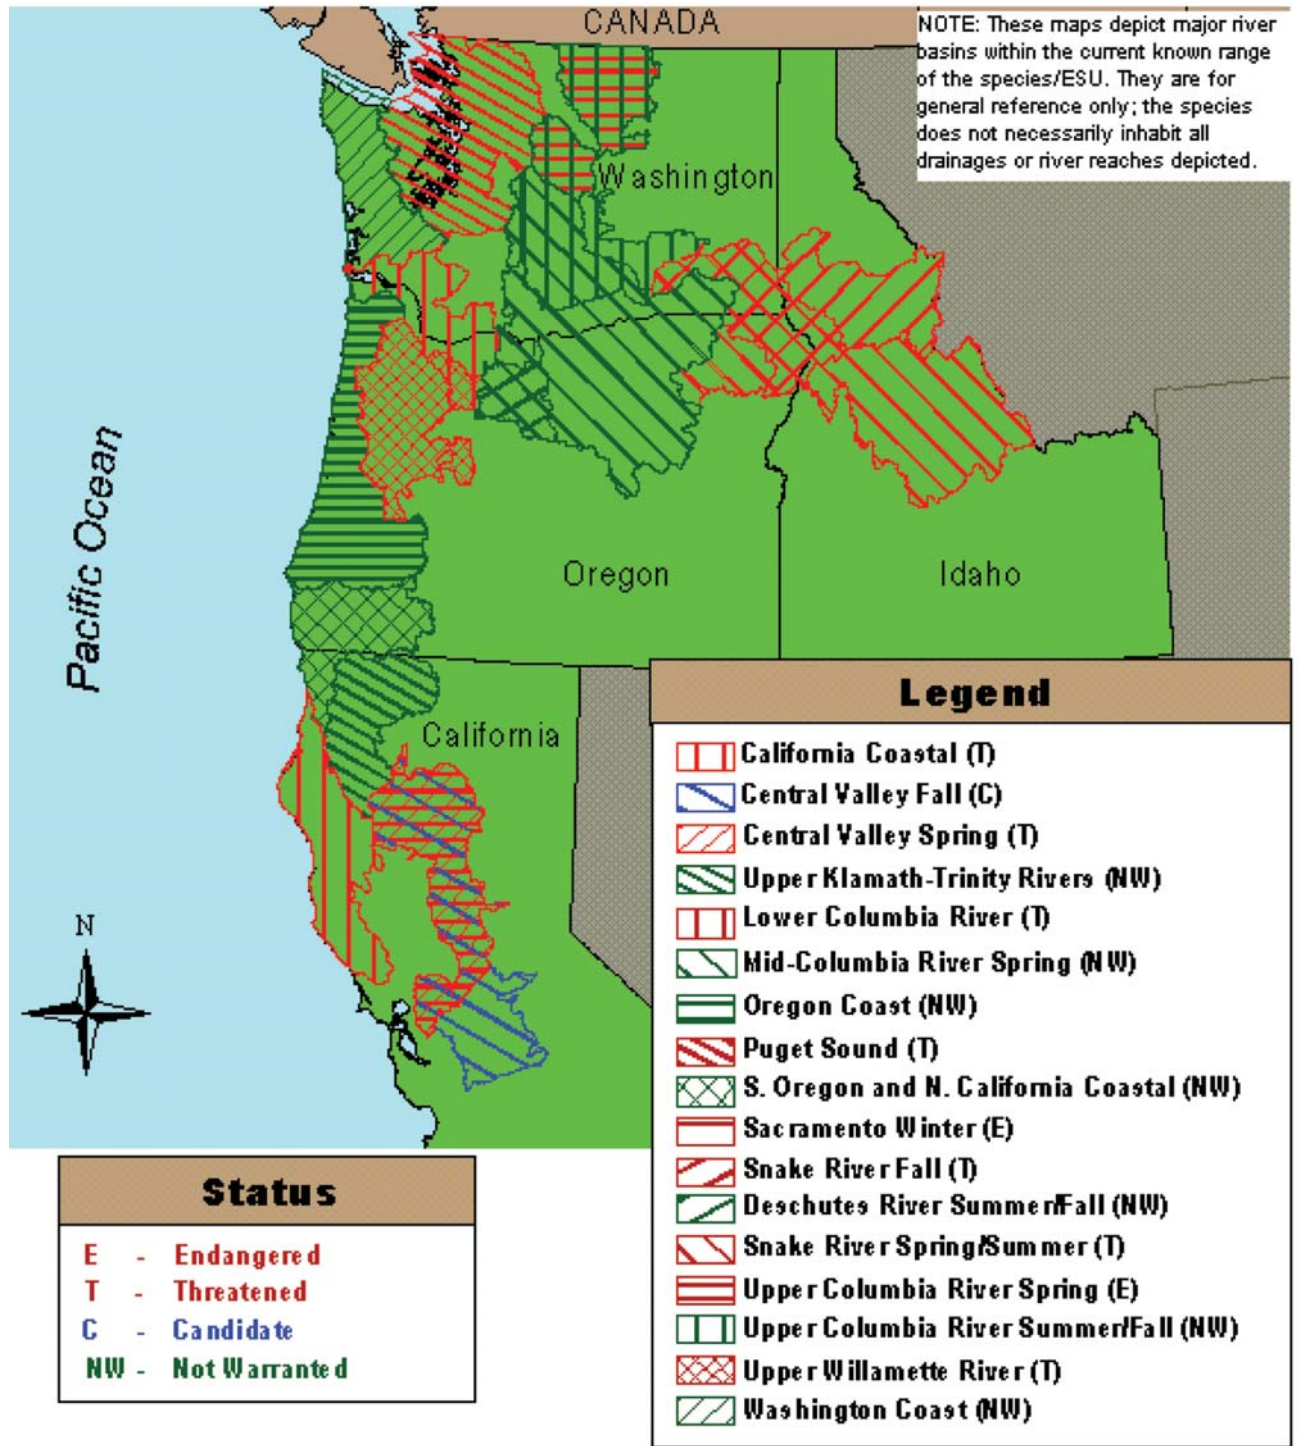 CANADA
NOTE: These maps depict major river
basins within the current known range
of the species/ESU. They are for
general reference only; the species
does not necessarily inhabit all
drainages or river reaches depicted.
Washington
Pacific Ocean
Oregon
Idaho
California
N
Legend
California Coastal (T)
Central Valley Fall (C)
Central Valley Spring (T)
Upper Klamath-Trinity Rivers (NW)
Lower Columbia River (T)
Mid-Columbia River Spring (NW)
Oregon Coast (NW)
Puget Sound (T)
S. Oregon and N. California Coastal (NW)
Sacramento Winter (E)
Snake River Fall (T)
Deschutes River Summer/Fall (NW)
Snake River Spring/Summer (T)
Upper Columbia River Spring (E)
Upper Columbia River Summer/Fall (NW)
Upper Willamette River (T)
Washington Coast (NW)
Status
E - Endangered
T - Threatened
C - Candidate
NW - Not Warranted